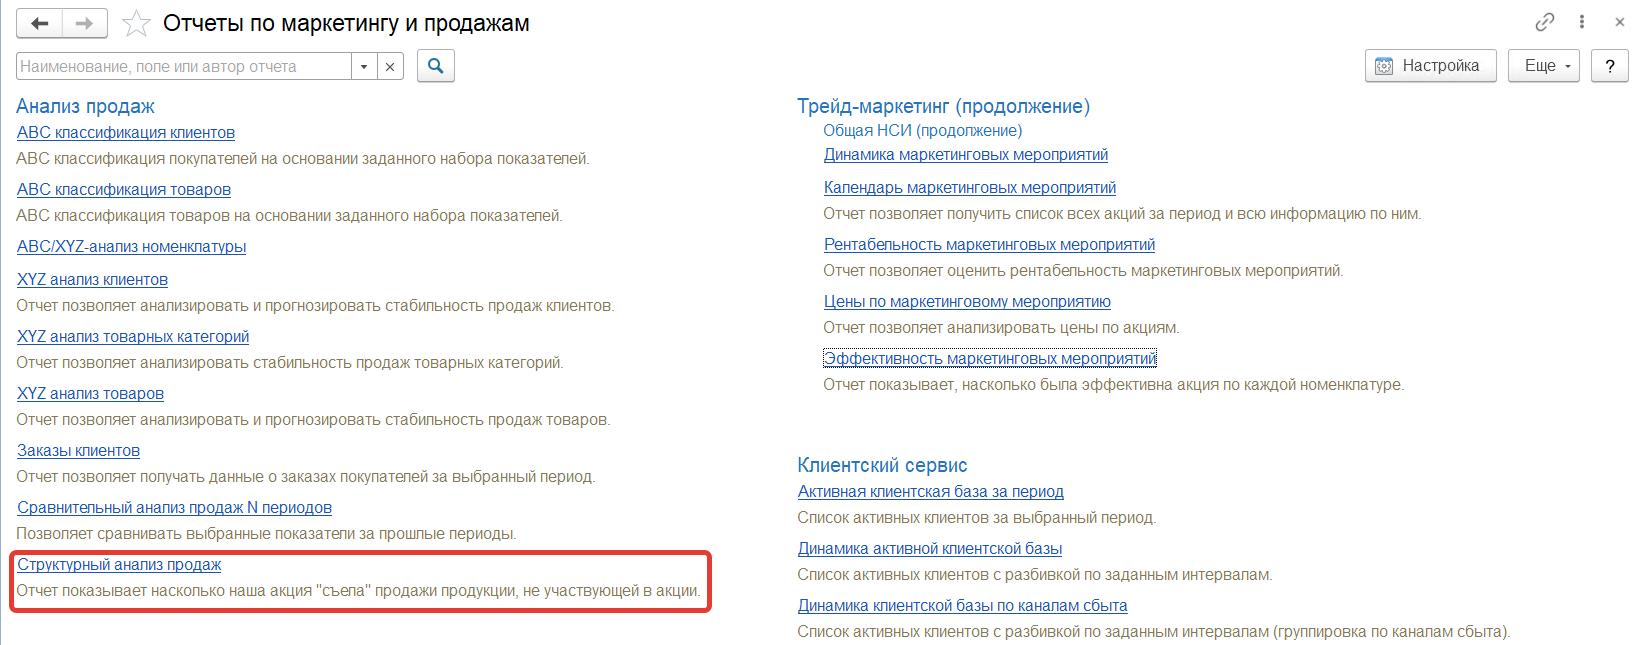 Отчеты по маркетингу и продажам
Наименование, поле или автор отчета
Настройка
Еще
?
Анализ продаж
ABC классификация клиентов
ABC классификация покупателей на основании заданного набора показателей.
ABC классификация товаров
ABC классификация товаров на основании заданного набора показателей.
ABC/XYZ-анализ номенклатуры
XYZ анализ клиентов
Отчет позволяет анализировать и прогнозировать стабильность продаж клиентов.
XYZ анализ товарных категорий
Отчет позволяет анализировать стабильность продаж товарных категорий.
XYZ анализ товаров
Отчет позволяет анализировать и прогнозировать стабильность продаж товаров.
Заказы клиентов
Отчет позволяет получать данные о заказах покупателей за выбранный период.
Сравнительный анализ продаж N периодов
Позволяет сравнивать выбранные показатели за прошлые периоды.
Структурный анализ продаж
Отчет показывает насколько наша акция "съела" продажи продукции, не участвующей в акции.
Трейд-маркетинг (продолжение)
Общая НСИ (продолжение)
Динамика маркетинговых мероприятий
Календарь маркетинговых мероприятий
Отчет позволяет получить список всех акций за период и всю информацию по ним.
Рентабельность маркетинговых мероприятий
Отчет позволяет оценить рентабельность маркетинговых мероприятий.
Цены по маркетинговому мероприятию
Отчет позволяет анализировать цены по акциям.
Эффективность маркетинговых мероприятий
Отчет показывает, насколько была эффективна акция по каждой номенклатуре.
Клиентский сервис
Активная клиентская база за период
Список активных клиентов за выбранный период.
Динамика активной клиентской базы
Список активных клиентов с разбивкой по заданным интервалам.
Динамика клиентской базы по каналам сбыта
Список активных клиентов с разбивкой по заданным интервалам (группировка по каналам сбыта).